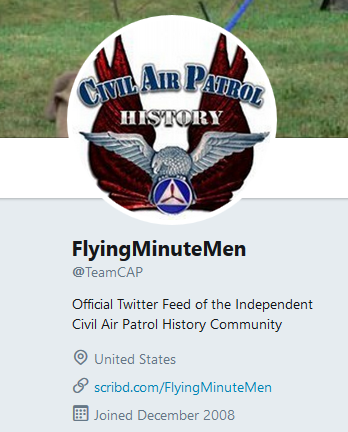 CIVIL AIR PATROL
HISTORY
FlyingMinuteMen
@TeamCAP
Official Twitter Feed of the Independent
Civil Air Patrol History Community
United States
scribd.com/FlyingMinuteMen
Joined December 2008